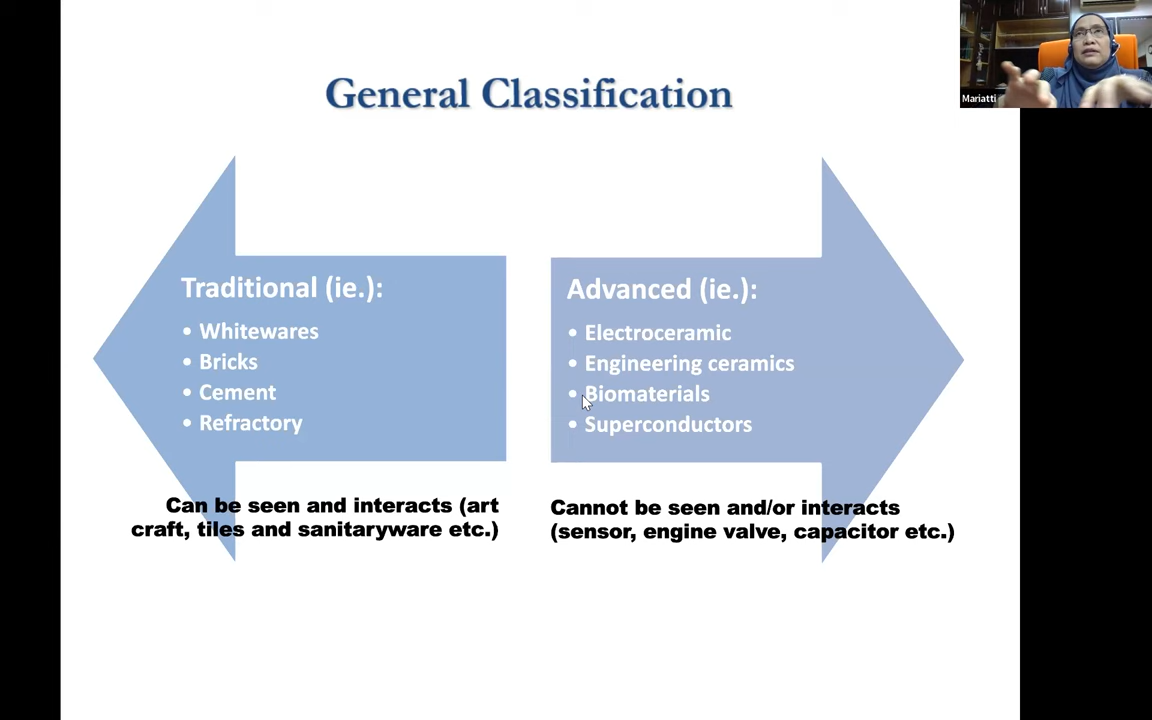 General Classification
Mariatti
Traditional (ie.):
• Whitewares
• Bricks
• Cement
• Refractory
Can be seen and interacts (art
craft, tiles and sanitaryware etc.)
Advanced (ie.):
• Electroceramic
• Engineering ceramics
• Biomaterials
• Superconductors
Cannot be seen and/or interacts
(sensor, engine valve, capacitor etc.)